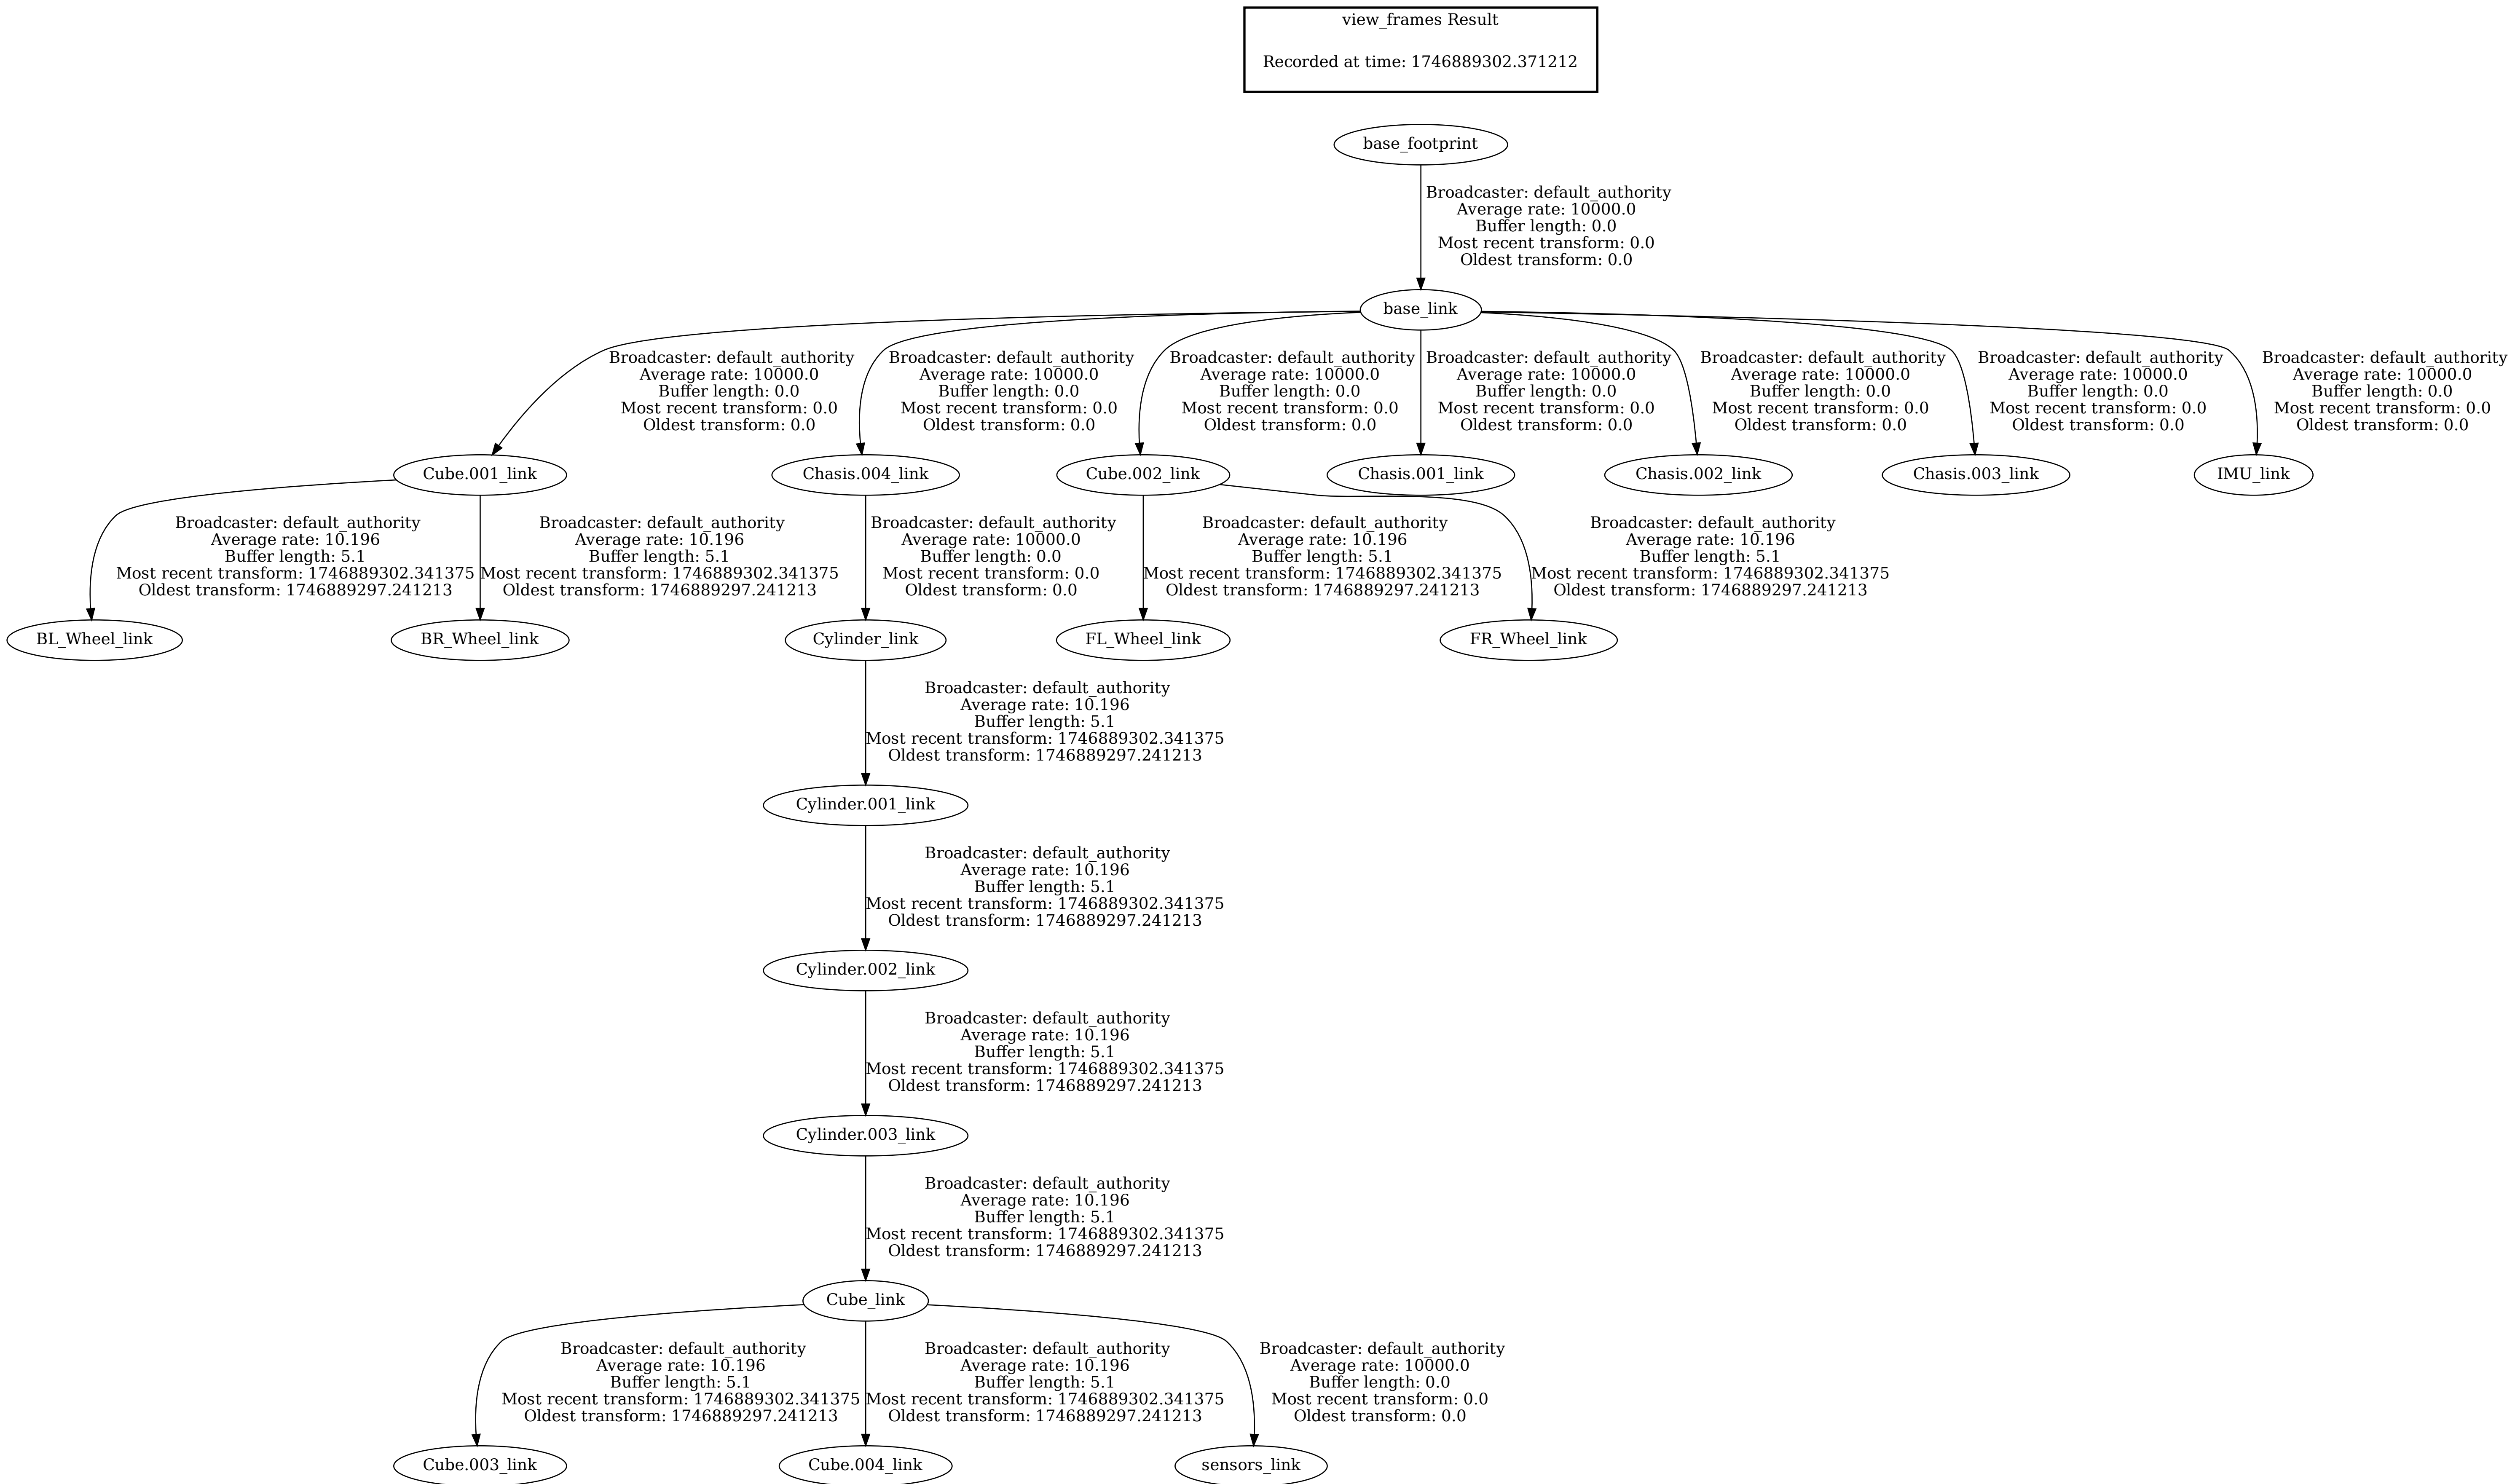 view_frames Result
Recorded at time: 1746889302.371212
base_footprint
Broadcaster: default_authority
Average rate: 10000.0
Buffer length: 0.0
Most recent transform: 0.0
Oldest transform: 0.0
base_link
Broadcaster: default_authority
Average rate: 10000.0
Buffer length: 0.0
Most recent transform: 0.0
Oldest transform: 0.0
Broadcaster: default_authority
Average rate: 10000.0
Buffer length: 0.0
Most recent transform: 0.0
Oldest transform: 0.0
Broadcaster: default_authority
Average rate: 10000.0
Buffer length: 0.0
Most recent transform: 0.0
Oldest transform: 0.0
Broadcaster: default_authority
Average rate: 10000.0
Buffer length: 0.0
Most recent transform: 0.0
Oldest transform: 0.0
Broadcaster: default_authority
Average rate: 10000.0
Buffer length: 0.0
Most recent transform: 0.0
Oldest transform: 0.0
Broadcaster: default_authority
Average rate: 10000.0
Buffer length: 0.0
Most recent transform: 0.0
Oldest transform: 0.0
Broadcaster: default_authority
Average rate: 10000.0
Buffer length: 0.0
Most recent transform: 0.0
Oldest transform: 0.0
Cube.001_link
Chasis.004_link
Cube.002_link
Chasis.001_link
Chasis.002_link
Chasis.003_link
IMU_link
Broadcaster: default_authority
Average rate: 10.196
Buffer length: 5.1
Most recent transform: 1746889302.341375
Oldest transform: 1746889297.241213
Broadcaster: default_authority
Average rate: 10.196
Buffer length: 5.1
Most recent transform: 1746889302.341375
Oldest transform: 1746889297.241213
Broadcaster: default_authority
Average rate: 10000.0
Buffer length: 0.0
Most recent transform: 0.0
Oldest transform: 0.0
Broadcaster: default_authority
Average rate: 10.196
Buffer length: 5.1
Most recent transform: 1746889302.341375
Oldest transform: 1746889297.241213
Broadcaster: default_authority
Average rate: 10.196
Buffer length: 5.1
Most recent transform: 1746889302.341375
Oldest transform: 1746889297.241213
BL_Wheel_link
BR_Wheel_link
Cylinder_link
FL_Wheel_link
FR_Wheel_link
Broadcaster: default_authority
Average rate: 10.196
Buffer length: 5.1
Most recent transform: 1746889302.341375
Oldest transform: 1746889297.241213
Cylinder.001_link
Broadcaster: default_authority
Average rate: 10.196
Buffer length: 5.1
Most recent transform: 1746889302.341375
Oldest transform: 1746889297.241213
Cylinder.002_link
Broadcaster: default_authority
Average rate: 10.196
Buffer length: 5.1
Most recent transform: 1746889302.341375
Oldest transform: 1746889297.241213
Cylinder.003_link
Broadcaster: default_authority
Average rate: 10.196
Buffer length: 5.1
Most recent transform: 1746889302.341375
Oldest transform: 1746889297.241213
Cube_link
Broadcaster: default_authority
Average rate: 10.196
Buffer length: 5.1
Most recent transform: 1746889302.341375
Oldest transform: 1746889297.241213
Broadcaster: default_authority
Average rate: 10.196
Buffer length: 5.1
Most recent transform: 1746889302.341375
Oldest transform: 1746889297.241213
Broadcaster: default_authority
Average rate: 10000.0
Buffer length: 0.0
Most recent transform: 0.0
Oldest transform: 0.0
Cube.003_link
Cube.004_link
sensors_link